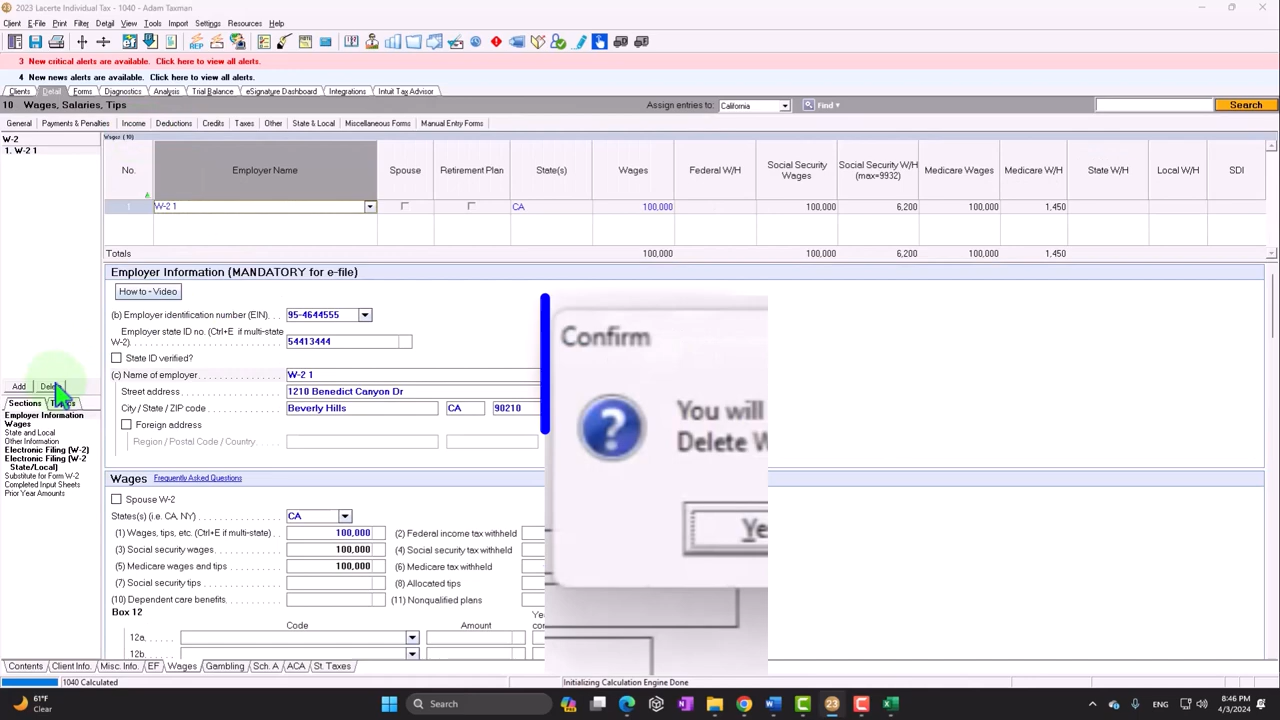 2023 Lacerte Individual Tax - 1040 - Adam Taxman
Client E-File Print Filter Detail View Tools Import Settings Resources Help
3 New critical alerts are available. Click here to view all alerts.
4 New news alerts are available. Click here to view all alerts.
Clients Detail Forms Diagnostics Analysis Trial Balance eSignature Dashboard Integrations Intuit Tax Advisor
10 Wages, Salaries, Tips Assign entries to: California Find Search
General Payments & Penalties Income Deductions Credits Taxes Other State & Local Miscellaneous Forms Manual Entry Forms
W-2
1. W-2 1
Wages (10)
No. Employer Name Spouse Retirement Plan State(s) Wages Federal W/H Social Security Wages Social Security W/H (max=9932) Medicare Wages Medicare W/H State W/H Local W/H SDI
1 W-2 1 CA 100,000 100,000 6,200 100,000 1,450
Totals 100,000 100,000 6,200 100,000 1,450
Employer Information (MANDATORY for e-file)
How to - Video
(b) Employer identification number (EIN). . . 95-4644555
Employer state ID no. (Ctrl+E if multi-state
W-2). . . 54413444
State ID verified?
(c) Name of employer. . . W-2 1
Street address . . . 1210 Benedict Canyon Dr
City / State / ZIP code . . . Beverly Hills CA 90210
Foreign address
Region / Postal Code / Country. . .
Add
Sections
Employer Information
Wages
State and Local
Other Information
Electronic Filing (W-2)
Electronic Filing (W-2
State/Local)
Substitute for Form W-2
Completed Input Sheets
Prior Year Amounts
Wages Frequently Asked Questions
Spouse W-2
States(s) (i.e. CA, NY) . . . CA
(1) Wages, tips, etc. (Ctrl+E if multi-state) . . 100,000 (2) Federal income tax withheld
(3) Social security wages. . . 100,000 (4) Social security tax withheld
(5) Medicare wages and tips . . . 100,000 (6) Medicare tax withheld
(7) Social security tips . . . (8) Allocated tips
(10) Dependent care benefits. . . (11) Nonqualified plans
Box 12
Code Amount
12a. . .
12b. . .
Confirm
You will
Delete
Contents Client Info. Misc. Info. EF Wages Gambling Sch. A ACA St. Taxes
1040 Calculated Initializing Calculation Engine Done
61°F
Clear
Search
23
8:46 PM
4/3/2024